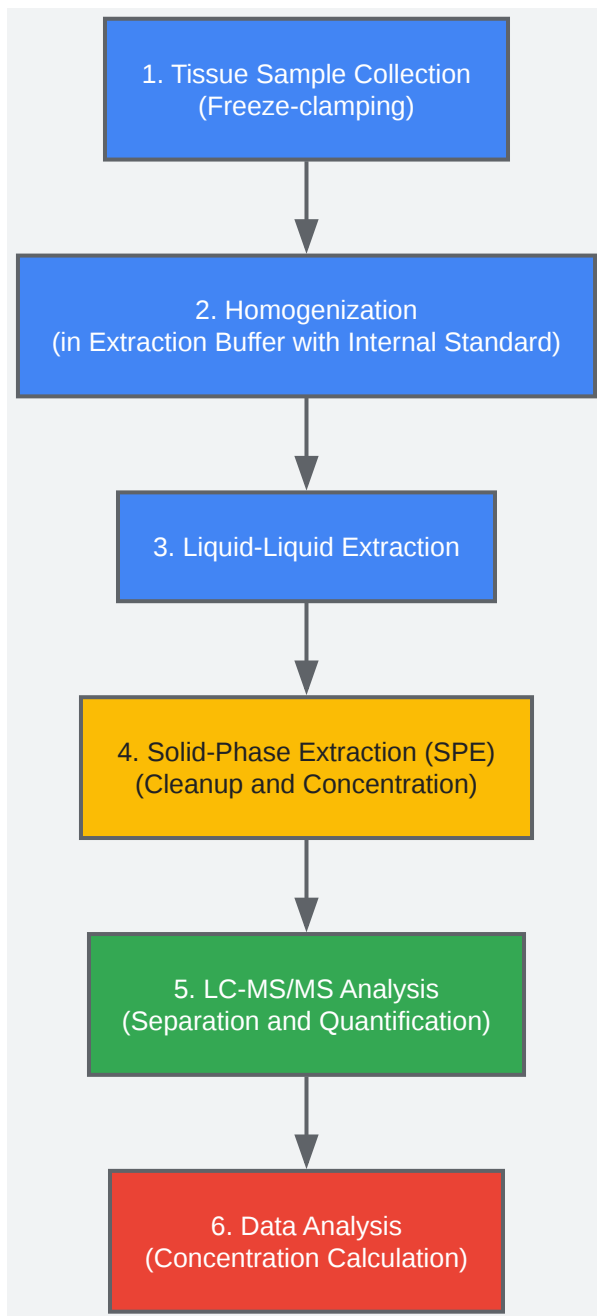 1. Tissue Sample Collection
(Freeze-clamping)
2. Homogenization
(in Extraction Buffer with Internal Standard)
3. Liquid-Liquid Extraction
4. Solid-Phase Extraction (SPE)
(Cleanup and Concentration)
5. LC-MS/MS Analysis
(Separation and Quantification)
6. Data Analysis
(Concentration Calculation)